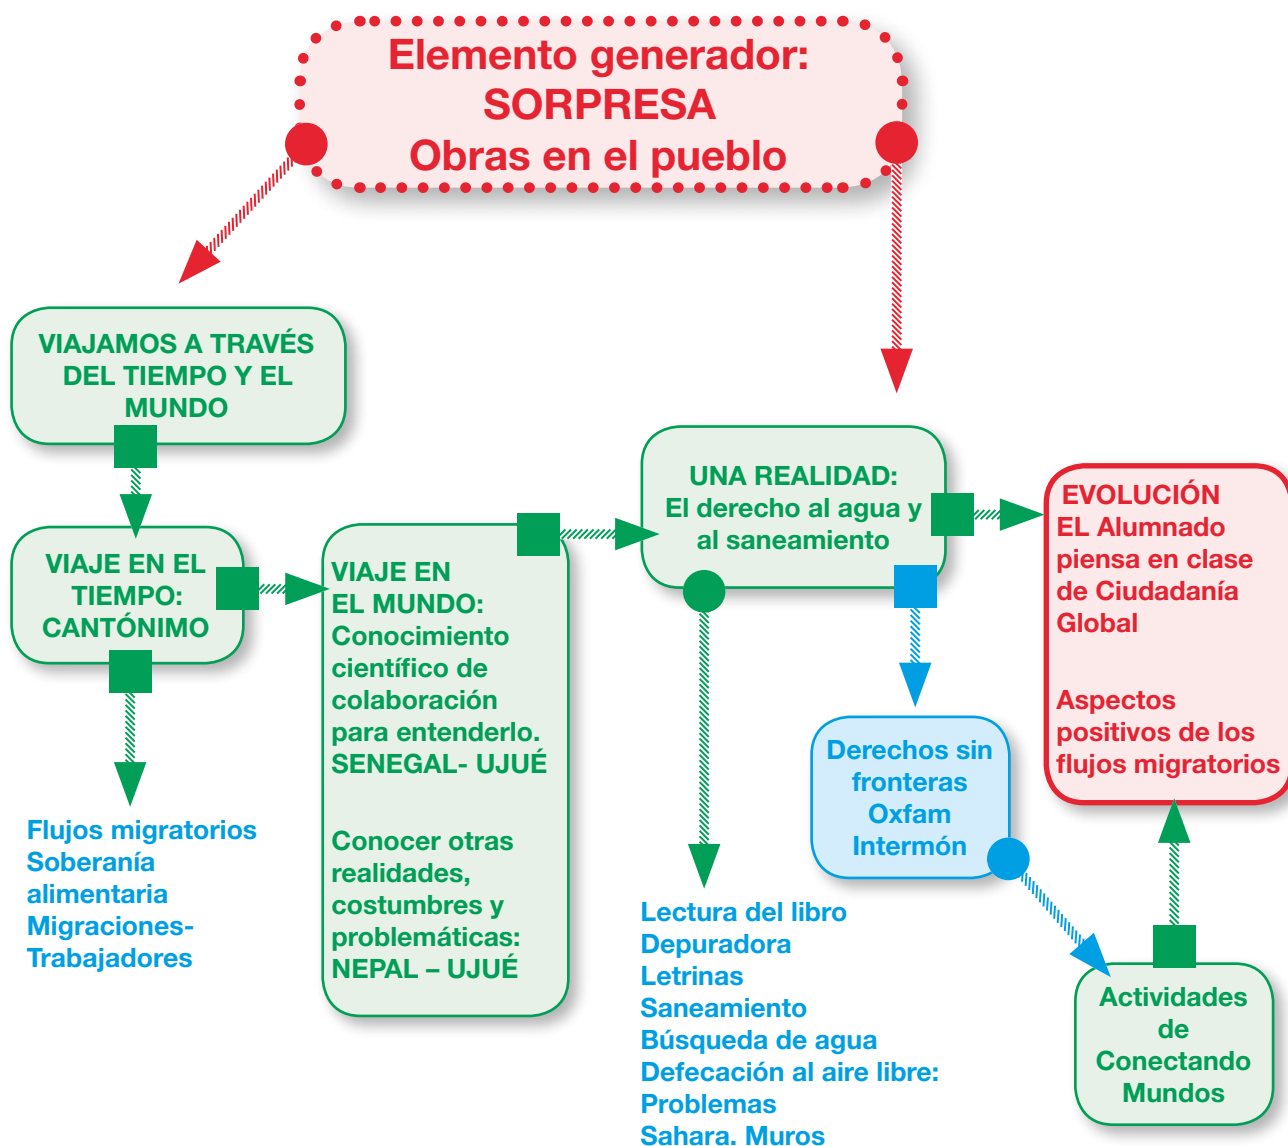 Elemento generador:
SORPRESA
Obras en el pueblo
VIAJAMOS A TRAVÉS
DEL TIEMPO Y EL
MUNDO
VIAJE EN EL
TIEMPO:
CANTÓNIMO
Flujos migratorios
Soberanía
alimentaria
Migraciones-
Trabajadores
VIAJE EN
EL MUNDO:
Conocimiento
científico de
colaboración
para entenderlo.
SENEGAL- UJUÉ
Conocer otras
realidades,
costumbres y
problemáticas:
NEPAL – UJUÉ
UNA REALIDAD:
El derecho al agua y
al saneamiento
Lectura del libro
Depuradora
Letrinas
Saneamiento
Búsqueda de agua
Defecación al aire libre:
Problemas
Sahara. Muros
Derechos sin
fronteras
Oxfam
Intermón
Actividades
de
Conectando
Mundos
EVOLUCIÓN
EL Alumnado
piensa en clase
de Ciudadanía
Global
Aspectos
positivos de los
flujos migratorios